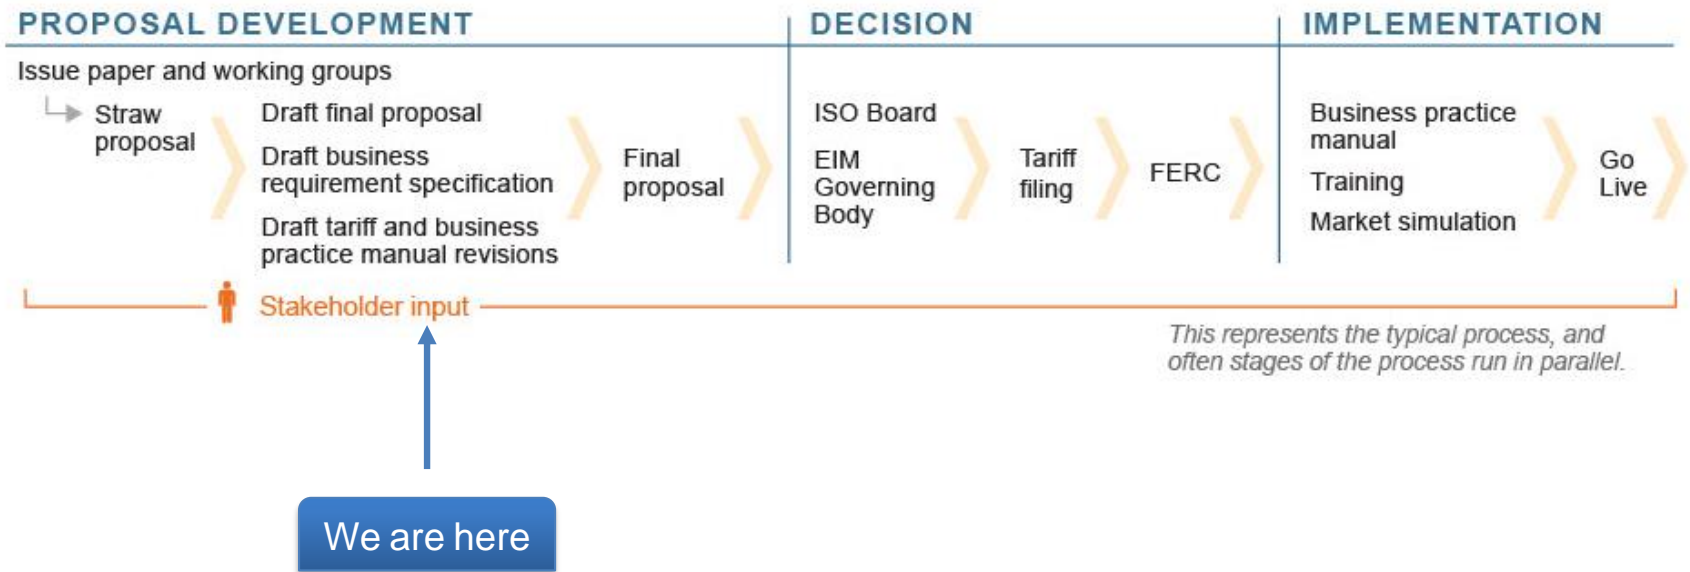 PROPOSAL DEVELOPMENT
Issue paper and working groups
Straw
proposal
Draft final proposal
Draft business
requirement specification
Draft tariff and business
practice manual revisions
Final
proposal
DECISION
ISO Board
EIM
Governing
Body
Tariff
filing
FERC
IMPLEMENTATION
Business practice
manual
Training
Market simulation
Go
Live
Stakeholder input
This represents the typical process, and
often stages of the process run in parallel.
We are here